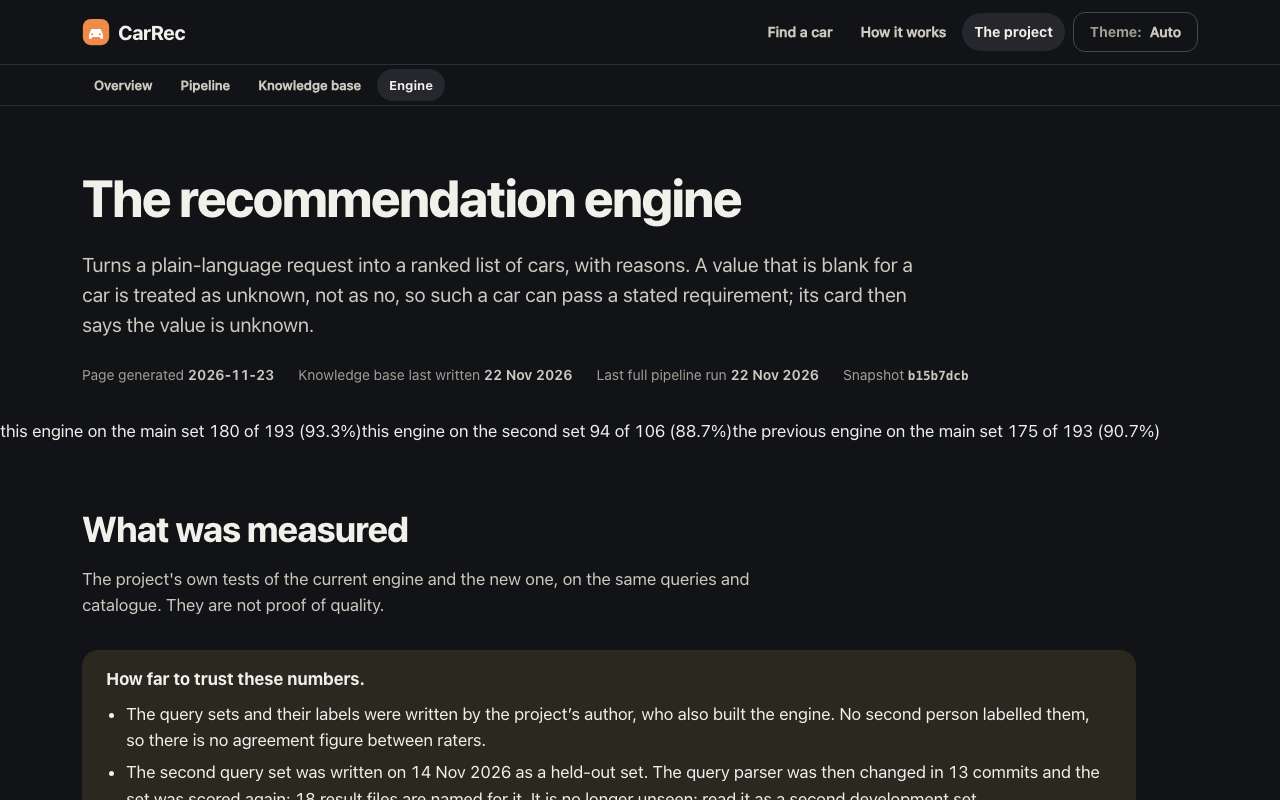 CarRec
Find a car
How it works
The project
Theme: Auto
Overview
Pipeline
Knowledge base
Engine
The recommendation engine
Turns a plain-language request into a ranked list of cars, with reasons. A value that is blank for a
car is treated as unknown, not as no, so such a car can pass a stated requirement; its card then
says the value is unknown.
Page generated 2026-11-23 Knowledge base last written 22 Nov 2026 Last full pipeline run 22 Nov 2026 Snapshot b15b7dcb
this engine on the main set 180 of 193 (93.3%)this engine on the second set 94 of 106 (88.7%)the previous engine on the main set 175 of 193 (90.7%)
What was measured
The project's own tests of the current engine and the new one, on the same queries and
catalogue. They are not proof of quality.
How far to trust these numbers.
• The query sets and their labels were written by the project’s author, who also built the engine. No second person labelled them,
so there is no agreement figure between raters.
• The second query set was written on 14 Nov 2026 as a held-out set. The query parser was then changed in 13 commits and the
set was scored again; 18 result files are named for it. It is no longer unseen; read it as a second development set.